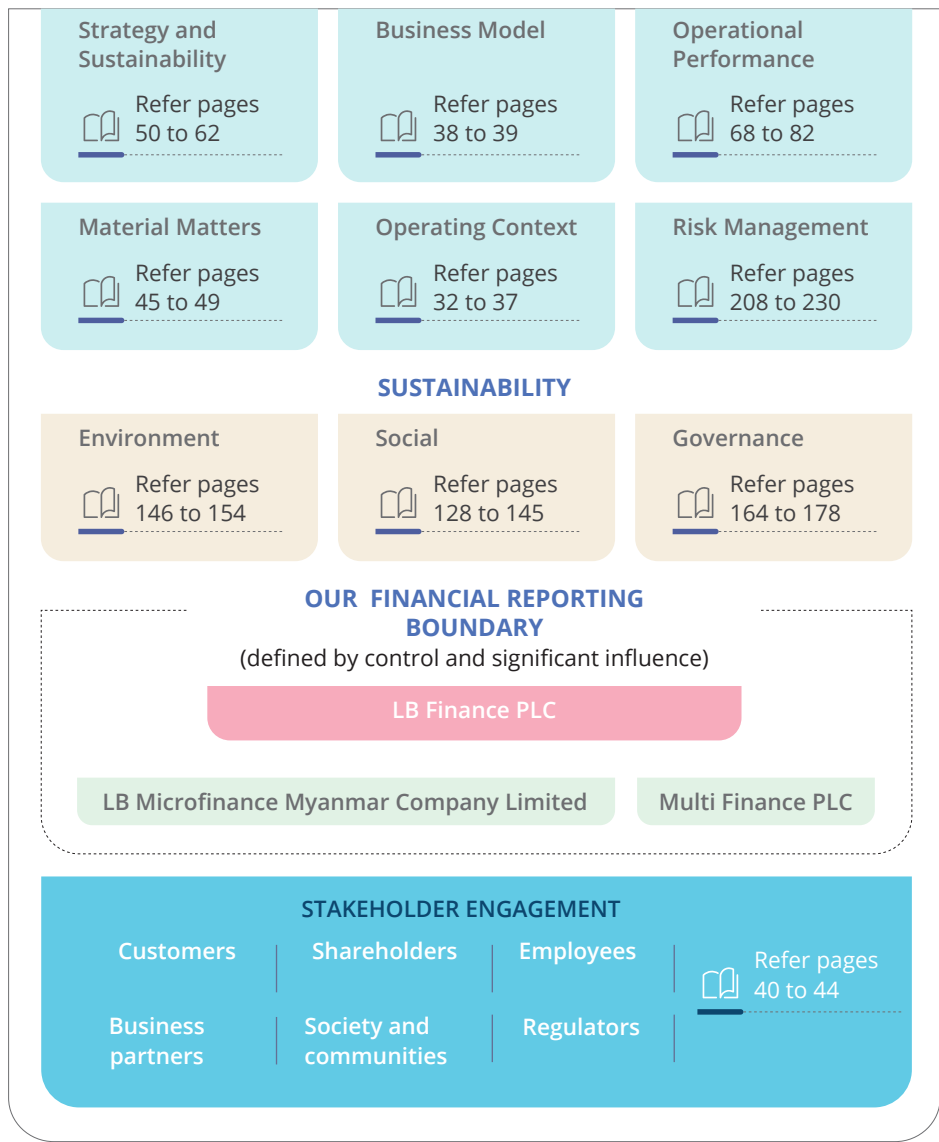 Strategy and
Sustainability
Refer pages
50 to 62
Business Model
Refer pages
38 to 39
Operational
Performance
Refer pages
68 to 82
Material Matters
Refer pages
45 to 49
Operating Context
Refer pages
32 to 37
Risk Management
Refer pages
208 to 230
SUSTAINABILITY
Environment
Refer pages
146 to 154
Social
Refer pages
128 to 145
Governance
Refer pages
164 to 178
OUR FINANCIAL REPORTING
BOUNDARY
(defined by control and significant influence)
LB Finance PLC
LB Microfinance Myanmar Company Limited
Multi Finance PLC
STAKEHOLDER ENGAGEMENT
Customers
Shareholders
Employees
Business
partners
Society and
communities
Regulators
Refer pages
40 to 44